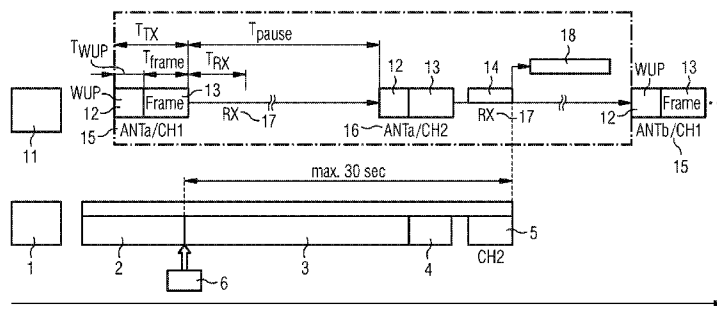 T_TX T_pause
T_WUP T_frame T_RX 12 13 14 18 WUP 13
WUP 13
12 Frame RX 17 RX 17 12 Frame
15 ANTa/CH1 16 ANTa/CH2 ANTb/CH1
11 15
max. 30 sec
5
1 2 3 4 CH2
6